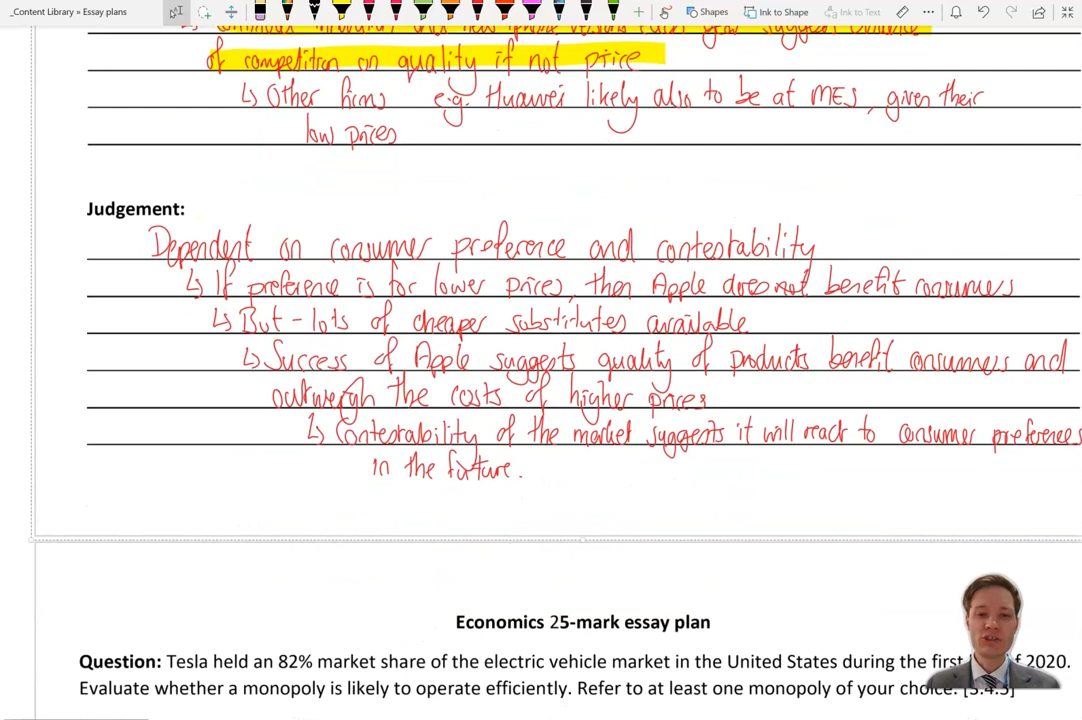 _Content Library » Essay plans
Shapes
Ink to Shape
Ink to Text
of competition on quality if not price
↳ Other firms e.g. Huawei likely also to be at MES, given their
low prices
Judgement:
Dependent on consumer preference and contestability
↳ If preference is for lower prices, then Apple does not benefit consumers
↳ But - lots of cheaper substitutes available
↳ Success of Apple suggests quality of products benefit consumers and
outweigh the costs of higher prices
↳ Contestability of the market suggests it will react to consumer preferences
in the future.
Economics 25-mark essay plan
Question: Tesla held an 82% market share of the electric vehicle market in the United States during the first of 2020.
Evaluate whether a monopoly is likely to operate efficiently. Refer to at least one monopoly of your choice. [3.4.5]